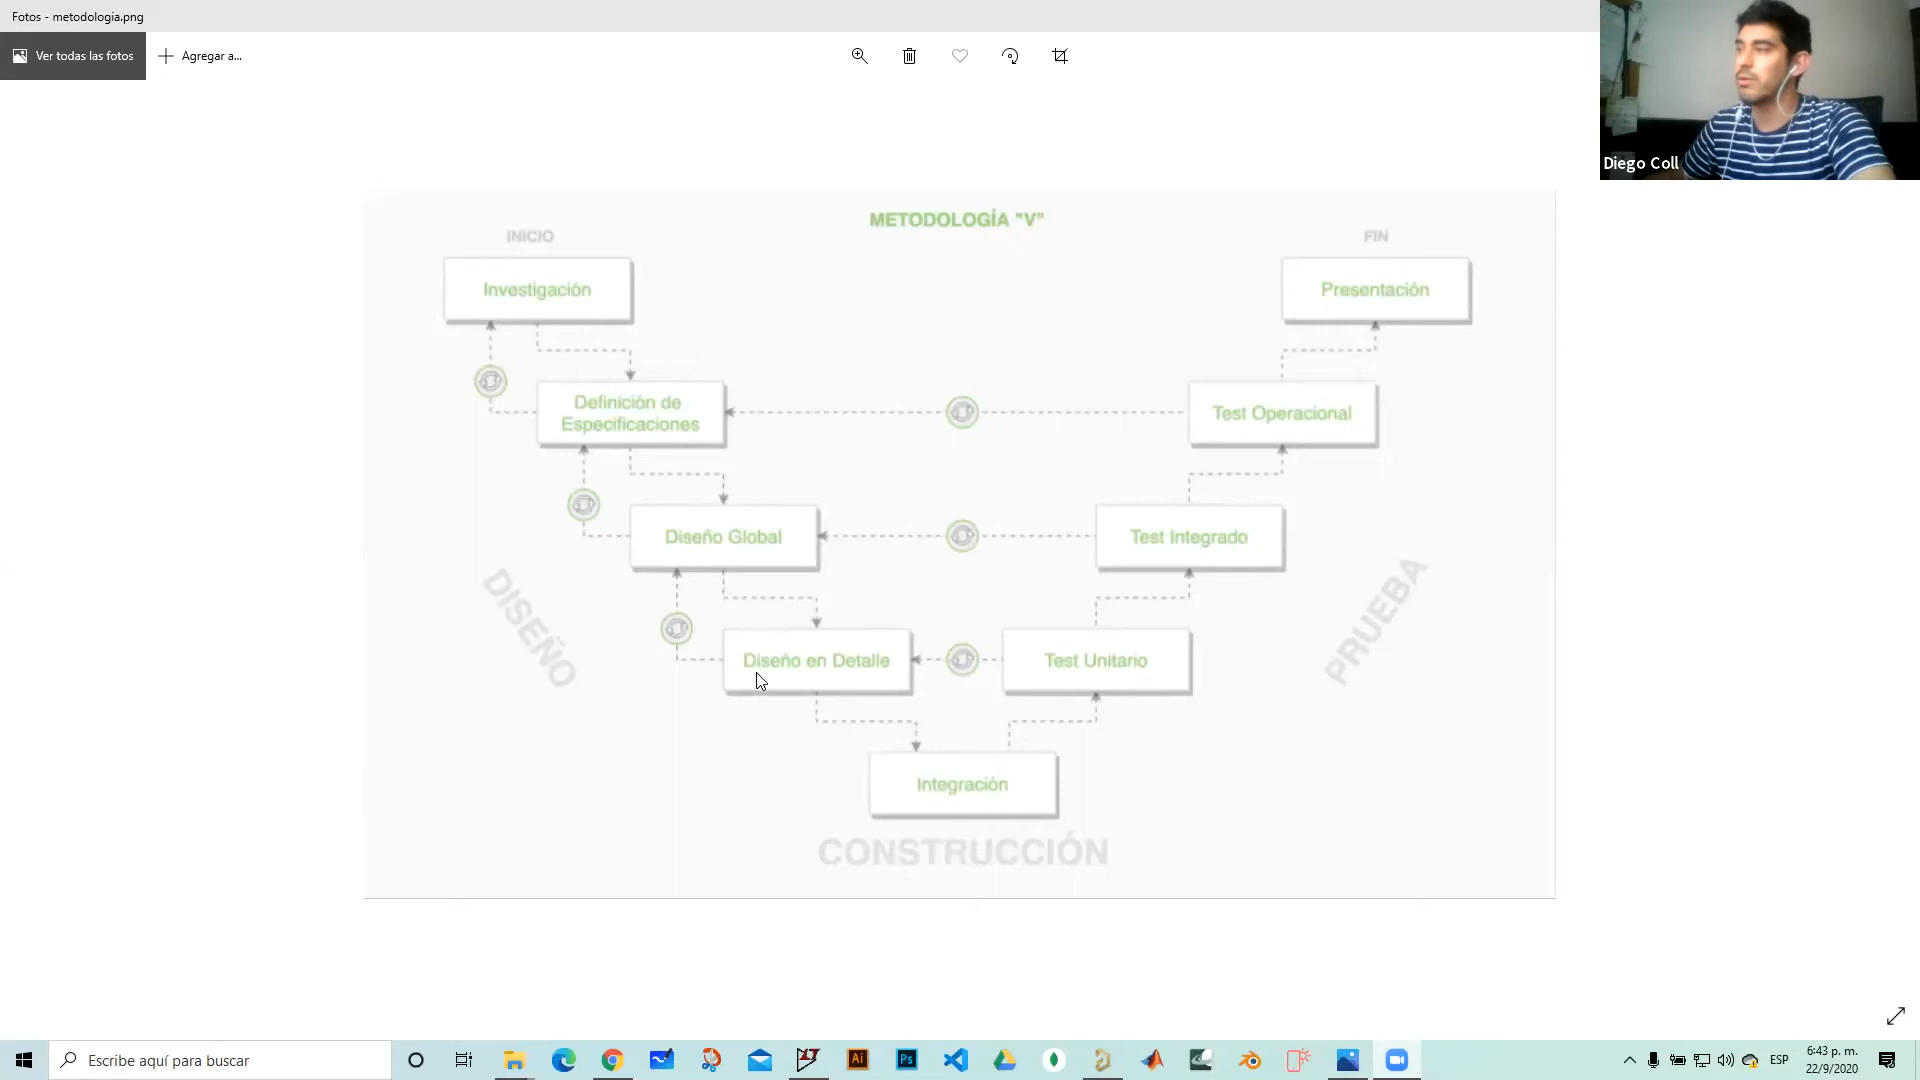 Fotos - metodologia.png
Ver todas las fotos
Agregar a...
Diego Coll
METODOLOGÍA "V"
INICIO
FIN
Investigación
Presentación
Definición de
Especificaciones
Test Operacional
Diseño Global
Test Integrado
DISEÑO
PRUEBA
Diseño en Detalle
Test Unitario
Integración
CONSTRUCCIÓN
Escribe aquí para buscar
Ai
Ps
ESP
6:43 p. m.
22/9/2020